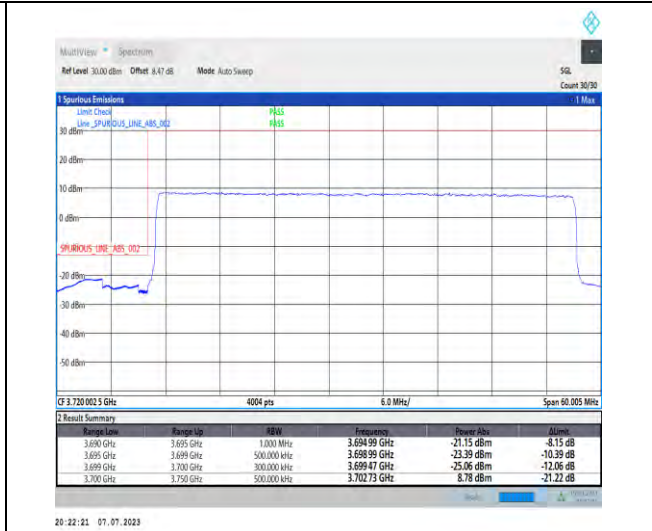 MultiView Spectrum
Ref Level 30.00 dBm Offset 8.47 dB Mode Auto Sweep SGL
Count 30/30
1 Spurious Emissions 1 Max
Limit Check PASS
Line _SPURIOUS_LINE_ABS_002 PASS
30 dBm
20 dBm
10 dBm
0 dBm
SPURIOUS_LINE_ABS_002
-20 dBm
-30 dBm
-40 dBm
-50 dBm
CF 3.720 002 5 GHz 4004 pts 6.0 MHz/ Span 60.005 MHz
2 Result Summary
Range Low Range Up RBW Frequency Power Abs ΔLimit
3.690 GHz 3.695 GHz 1.000 MHz 3.694 99 GHz -21.15 dBm -8.15 dB
3.695 GHz 3.699 GHz 500.000 kHz 3.698 99 GHz -23.39 dBm -10.39 dB
3.699 GHz 3.700 GHz 300.000 kHz 3.699 47 GHz -25.06 dBm -12.06 dB
3.700 GHz 3.750 GHz 500.000 kHz 3.702 73 GHz 8.78 dBm -21.22 dB
20:22:21 07.07.2023